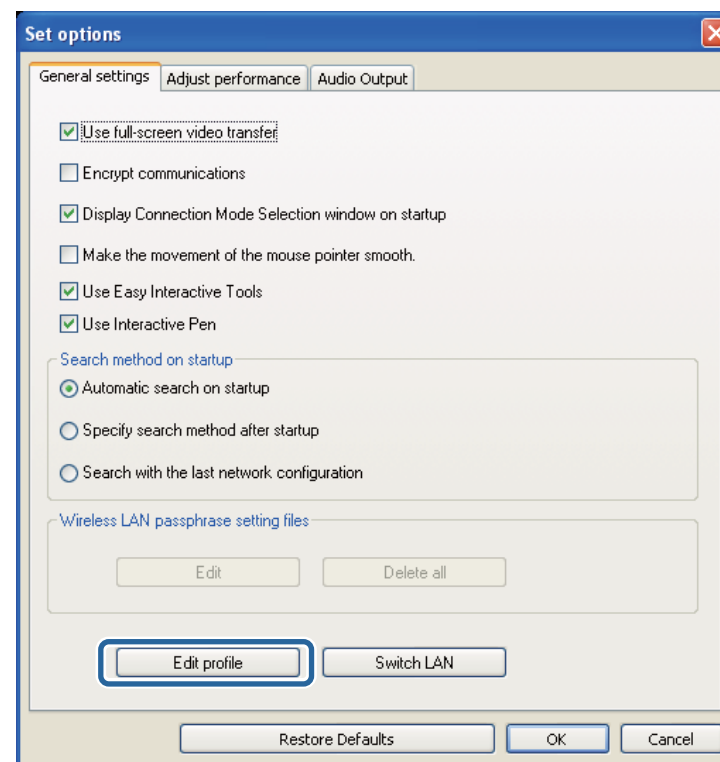 Set options
General settings Adjust performance Audio Output
Use full-screen video transfer
Encrypt communications
Display Connection Mode Selection window on startup
Make the movement of the mouse pointer smooth.
Use Easy Interactive Tools
Use Interactive Pen
Search method on startup
Automatic search on startup
Specify search method after startup
Search with the last network configuration
Wireless LAN passphrase setting files
Edit Delete all
Edit profile Switch LAN
Restore Defaults OK Cancel